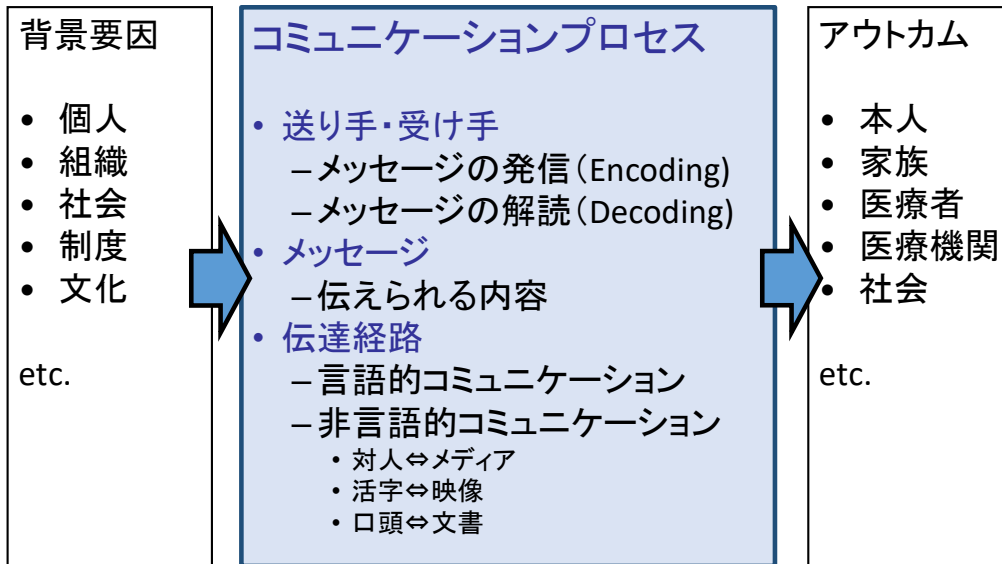 背景要因
• 個人
• 組織
• 社会
• 制度
• 文化
etc.
コミュニケーションプロセス
• 送り手・受け手
–メッセージの発信（Encoding)
–メッセージの解読（Decoding)
• メッセージ
–伝えられる内容
• 伝達経路
–言語的コミュニケーション
–非言語的コミュニケーション
• 対人⇔メディア
• 活字⇔映像
• 口頭⇔文書
アウトカム
• 本人
• 家族
• 医療者
• 医療機関
• 社会
etc.